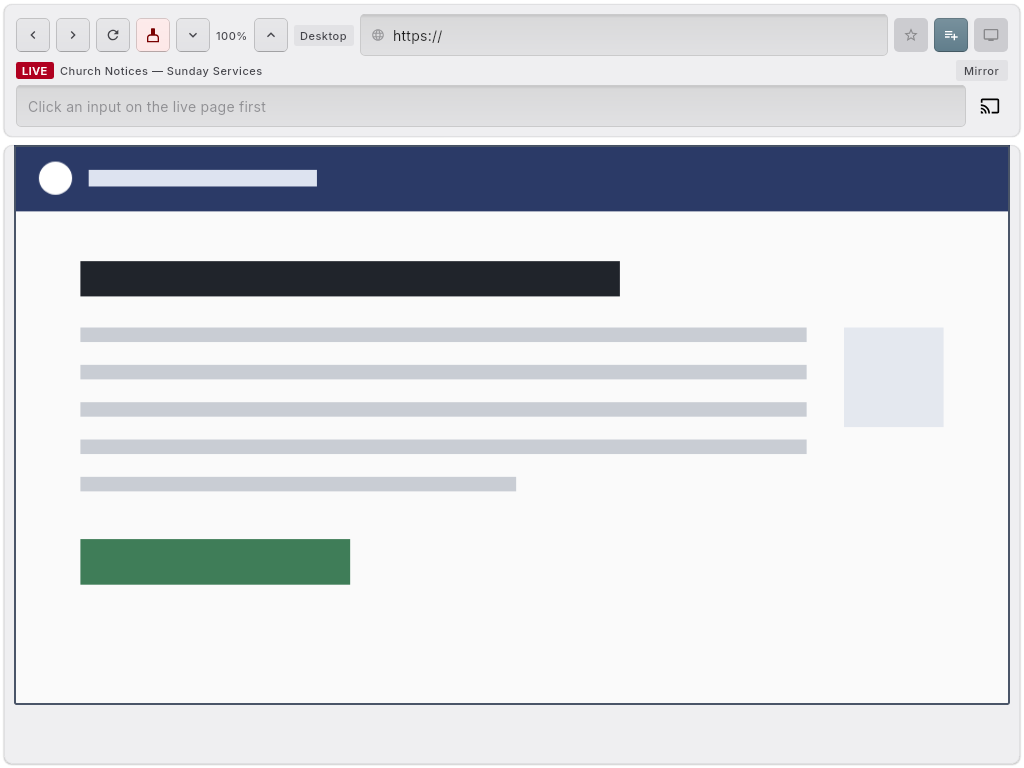 100%
Desktop
https://
LIVE
Church Notices — Sunday Services
Mirror
Click an input on the live page first